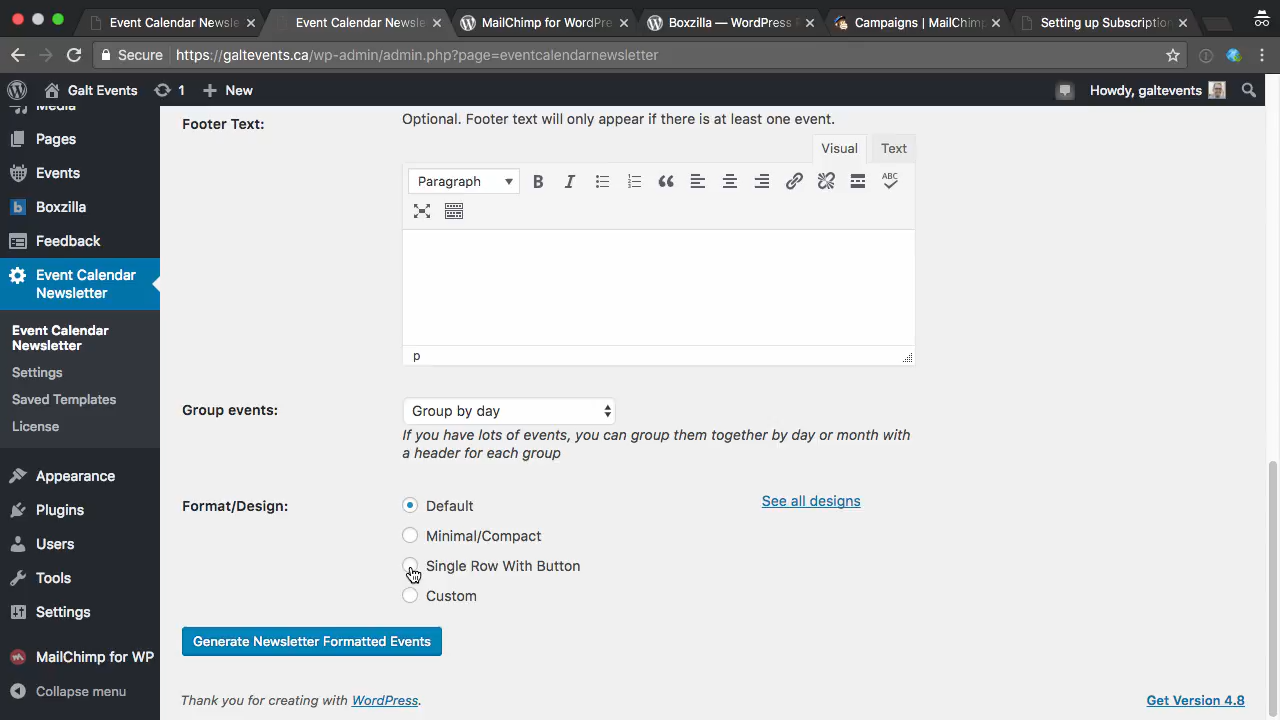 Event Calendar Newsle
Event Calendar Newsle
MailChimp for WordPre
Boxzilla — WordPress P
Campaigns | MailChimp
Setting up Subscription
Secure
https://galtevents.ca/wp-admin/admin.php?page=eventcalendarnewsletter
Galt Events
1
New
Howdy, galtevents
Media
Pages
Events
Boxzilla
Feedback
Event Calendar
Newsletter
Event Calendar
Newsletter
Settings
Saved Templates
License
Appearance
Plugins
Users
Tools
Settings
MailChimp for WP
Collapse menu
Footer Text:
Optional. Footer text will only appear if there is at least one event.
Visual
Text
Paragraph
B
I
ABC
p
Group events:
Group by day
If you have lots of events, you can group them together by day or month with
a header for each group
Format/Design:
Default
See all designs
Minimal/Compact
Single Row With Button
Custom
Generate Newsletter Formatted Events
Thank you for creating with WordPress.
Get Version 4.8